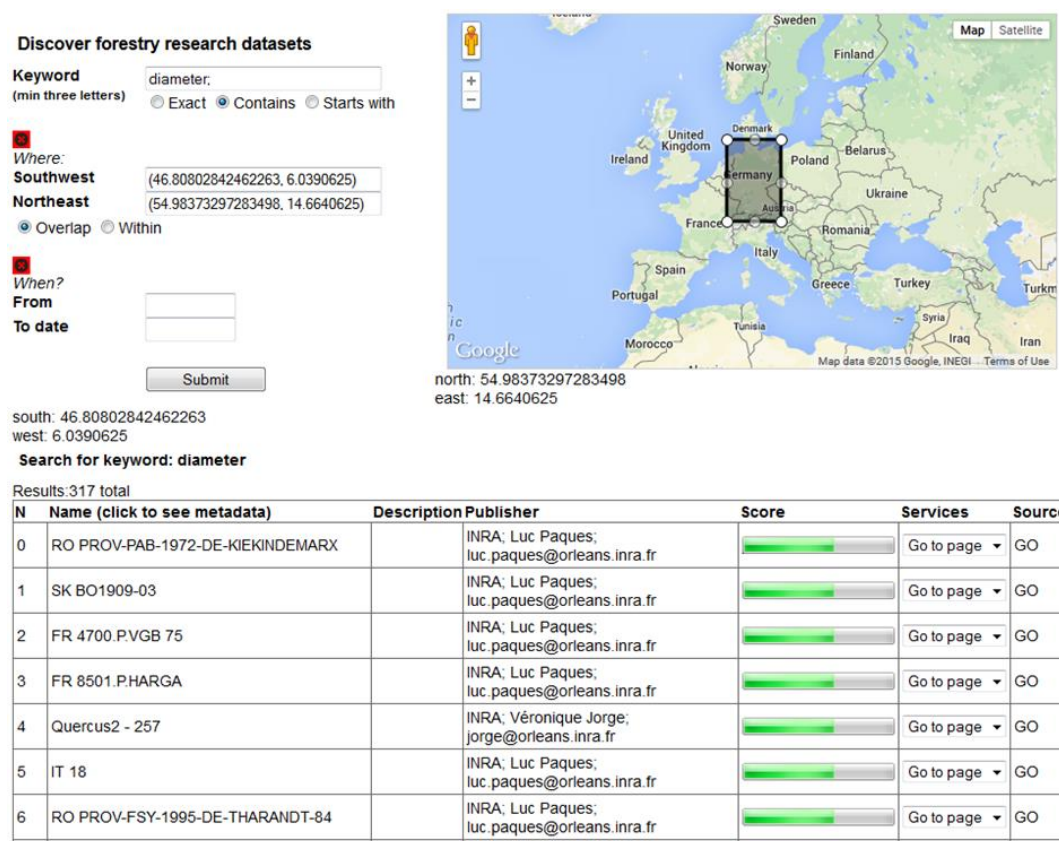 Discover forestry research datasets
Keyword
(min three letters)
diameter;
Exact Contains Starts with
Where:
Southwest (46.80802842462263, 6.0390625)
Northeast (54.98373297283498, 14.6640625)
Overlap Within
When?
From
To date
Submit
Map Satellite
Sweden
Finland
Norway
Denmark
United
Kingdom
Ireland
Belarus
Poland
Germany
Ukraine
Austria
France
Romania
Italy
Spain
Portugal
Greece
Turkey
Turkm
Syria
Tunisia
Iraq
Iran
Morocco
Google
Map data ©2015 Google, INEGI Terms of Use
north: 54.98373297283498
east: 14.6640625
south: 46.80802842462263
west: 6.0390625
Search for keyword: diameter
Results:317 total
N Name (click to see metadata) Description Publisher Score Services Source
0 RO PROV-PAB-1972-DE-KIEKINDEMARX INRA; Luc Paques; luc.paques@orleans.inra.fr Go to page GO
1 SK BO1909-03 INRA; Luc Paques; luc.paques@orleans.inra.fr Go to page GO
2 FR 4700.P.VGB 75 INRA; Luc Paques; luc.paques@orleans.inra.fr Go to page GO
3 FR 8501.P.HARGA INRA; Luc Paques; luc.paques@orleans.inra.fr Go to page GO
4 Quercus2 - 257 INRA; Véronique Jorge; jorge@orleans.inra.fr Go to page GO
5 IT 18 INRA; Luc Paques; luc.paques@orleans.inra.fr Go to page GO
6 RO PROV-FSY-1995-DE-THARANDT-84 INRA; Luc Paques; luc.paques@orleans.inra.fr Go to page GO